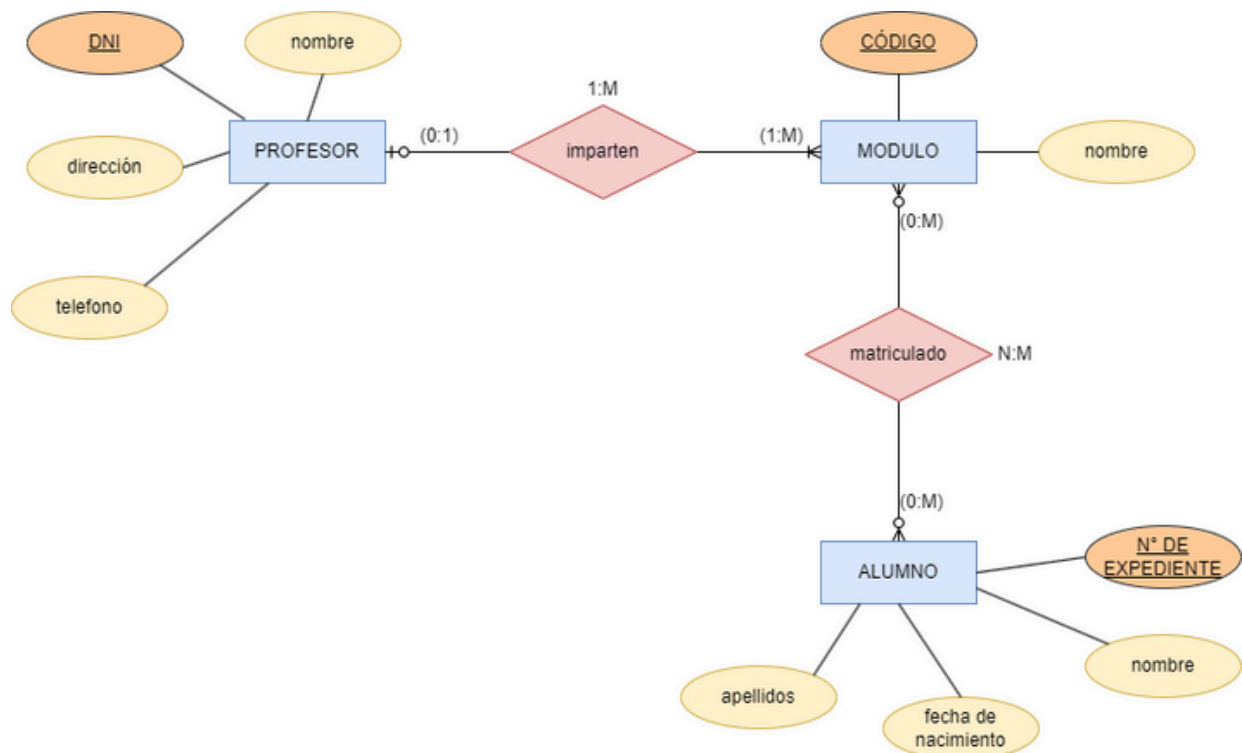 DNI
nombre
CÓDIGO
1:M
PROFESOR
(0:1)
imparten
(1:M)
MODULO
nombre
dirección
(0:M)
telefono
matriculado
N:M
(0:M)
ALUMNO
N° DE
EXPEDIENTE
nombre
apellidos
fecha de
nacimiento